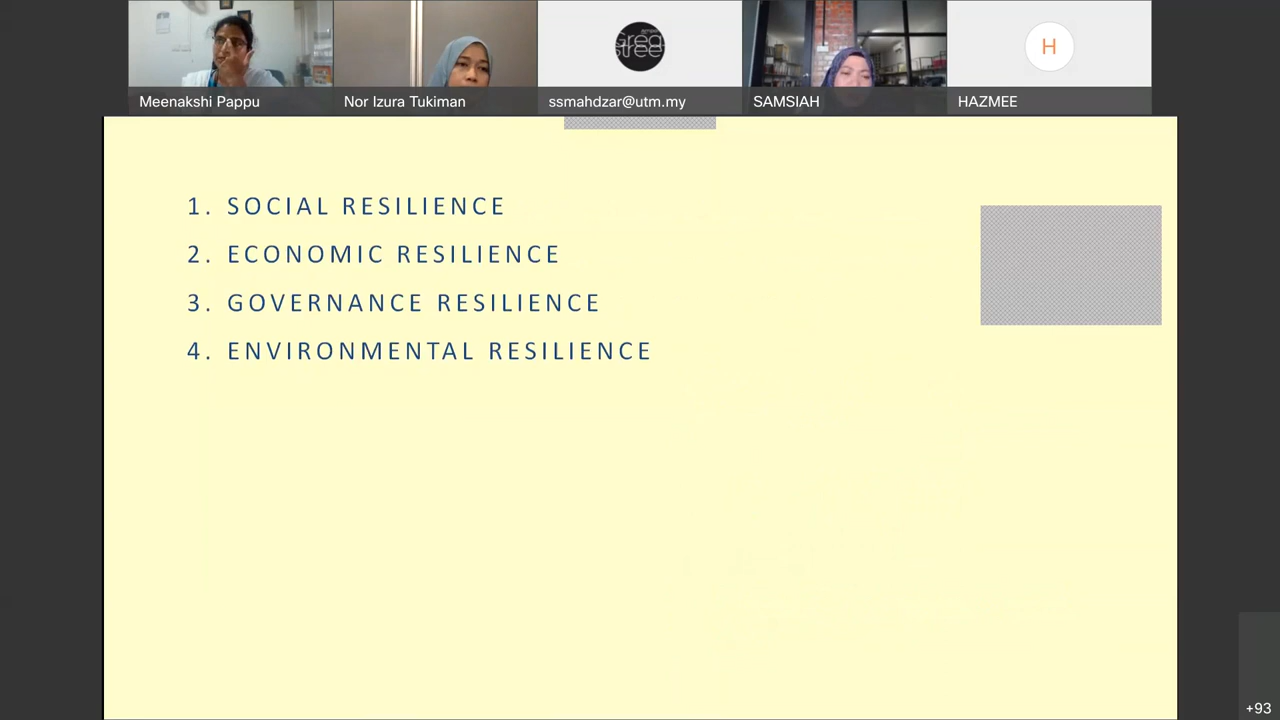 Meenakshi Pappu
Nor Izura Tukiman
ssmahdzar@utm.my
SAMSIAH
H
HAZMEE
1. SOCIAL RESILIENCE
2. ECONOMIC RESILIENCE
3. GOVERNANCE RESILIENCE
4. ENVIRONMENTAL RESILIENCE
+93